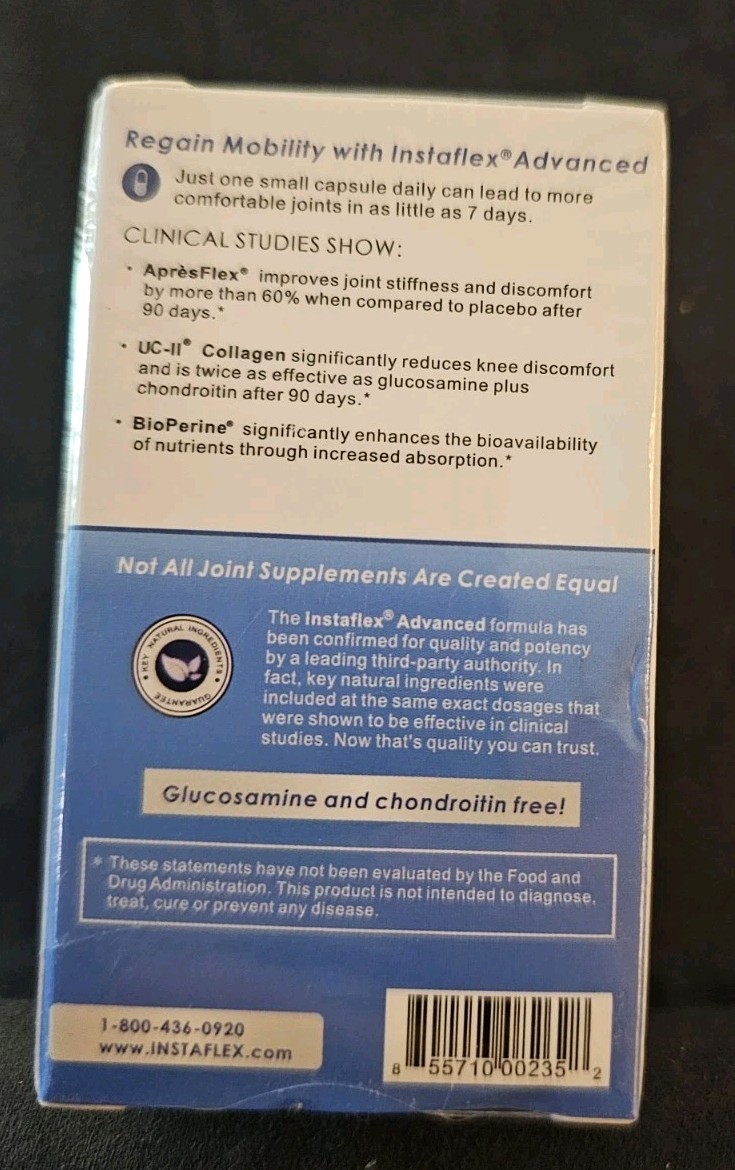 Regain Mobility with Instaflex® Advanced
Just one small capsule daily can lead to more
comfortable joints in as little as 7 days.
CLINICAL STUDIES SHOW:
• AprèsFlex® improves joint stiffness and discomfort
by more than 60% when compared to placebo after
90 days.*
• UC-II® Collagen significantly reduces knee discomfort
and is twice as effective as glucosamine plus
chondroitin after 90 days.*
• BioPerine® significantly enhances the bioavailability
of nutrients through increased absorption.*
Not All Joint Supplements Are Created Equal
KEY NATURAL INGREDIENTS • GUARANTEE •
The Instaflex® Advanced formula has
been confirmed for quality and potency
by a leading third-party authority. In
fact, key natural ingredients were
included at the same exact dosages that
were shown to be effective in clinical
studies. Now that's quality you can trust.
Glucosamine and chondroitin free!
* These statements have not been evaluated by the Food and
Drug Administration. This product is not intended to diagnose,
treat, cure or prevent any disease.
1-800-436-0920
www.INSTAFLEX.com
8 55710 00235 2